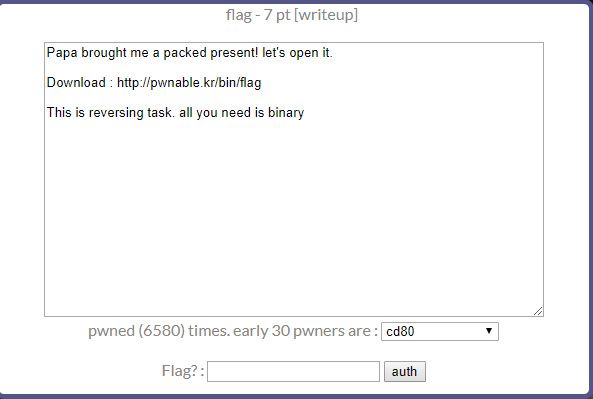 flag - 7 pt [writeup]
Papa brought me a packed present! let's open it.
Download : http://pwnable.kr/bin/flag
This is reversing task. all you need is binary
pwned (6580) times. early 30 pwners are : cd80
Flag? : auth